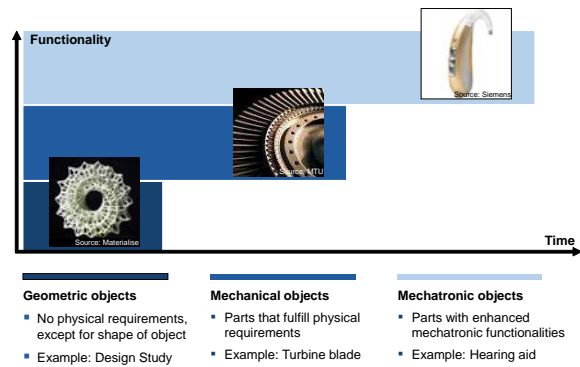 Functionality
Source: Siemens
Source: MTU
Source: Materialise
Time
Geometric objects
No physical requirements,
except for shape of object
Example: Design Study
Mechanical objects
Parts that fulfill physical
requirements
Example: Turbine blade
Mechatronic objects
Parts with enhanced
mechatronic functionalities
Example: Hearing aid